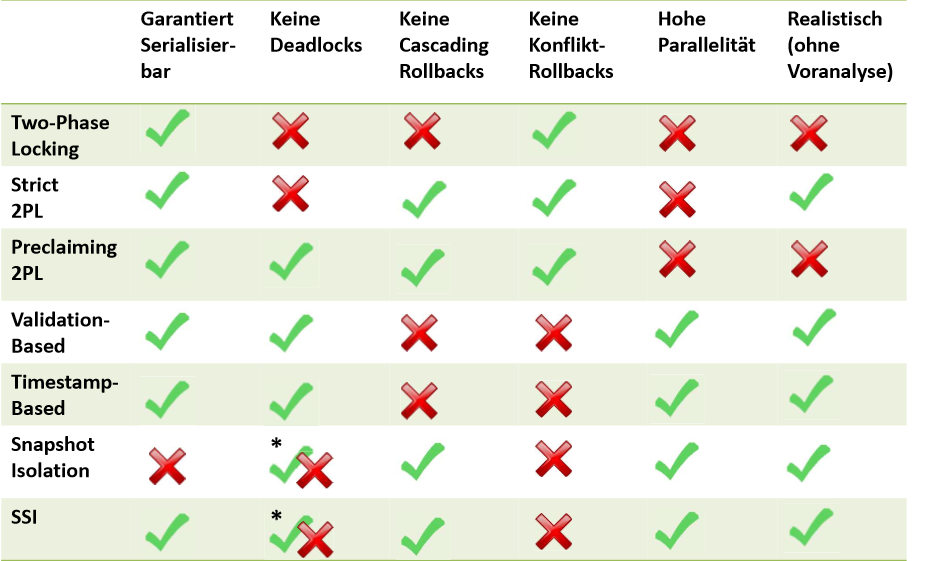 Garantiert
Serialisier-
bar
Keine
Deadlocks
Keine
Cascading
Rollbacks
Keine
Konflikt-
Rollbacks
Hohe
Parallelität
Realistisch
(ohne
Voranalyse)
Two-Phase
Locking
Strict
2PL
Preclaiming
2PL
Validation-
Based
Timestamp-
Based
Snapshot
Isolation
*
SSI
*